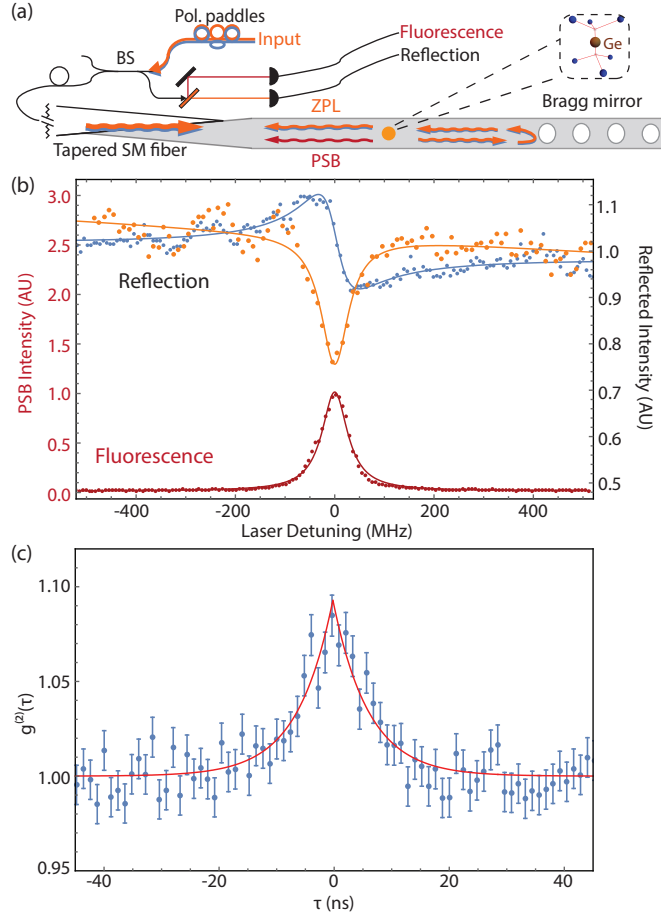 (a)
Pol. paddles
Input
BS
Fluorescence
Reflection
Ge
ZPL
Bragg mirror
Tapered SM fiber
PSB
(b)
3.0
2.5
2.0
1.5
1.0
0.5
0.0
PSB Intensity (AU)
Reflection
Fluorescence
1.1
1.0
0.9
0.8
0.7
0.6
0.5
Reflected Intensity (AU)
-400
-200
0
200
400
Laser Detuning (MHz)
(c)
1.10
1.05
1.00
0.95
g⁽²⁾(τ)
-40
-20
0
20
40
τ (ns)